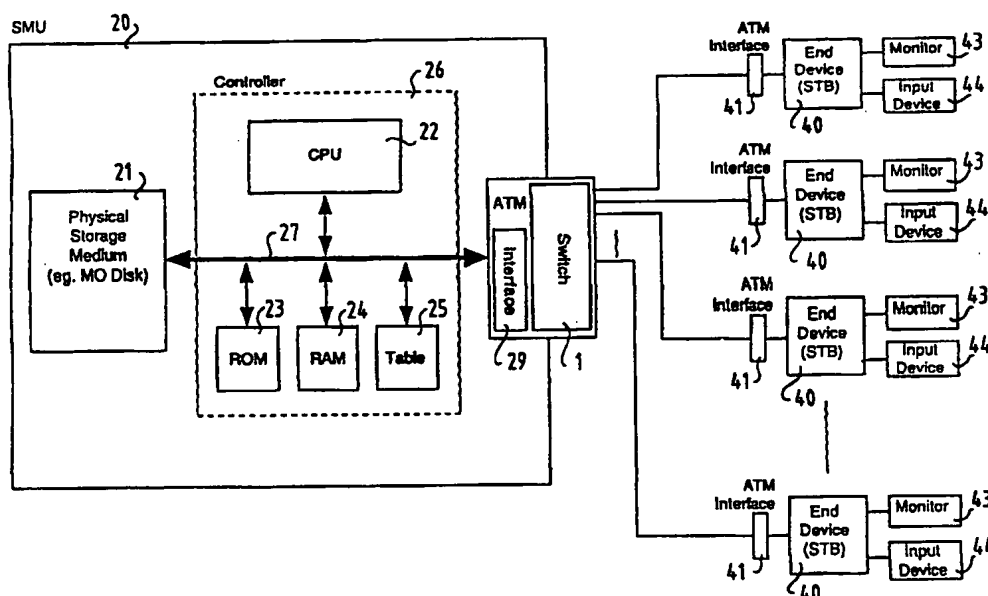 SMU
20
Controller
26
CPU
22
21
Physical
Storage
Medium
(eg. MO Disk)
27
23
ROM
24
RAM
25
Table
ATM
Interface
29
Switch
1
ATM
Interface
41
End
Device
(STB)
40
Monitor
43
Input
Device
44
ATM
Interface
41
End
Device
(STB)
40
Monitor
43
Input
Device
44
ATM
Interface
41
End
Device
(STB)
40
Monitor
43
Input
Device
44
ATM
Interface
41
End
Device
(STB)
40
Monitor
43
Input
Device
44